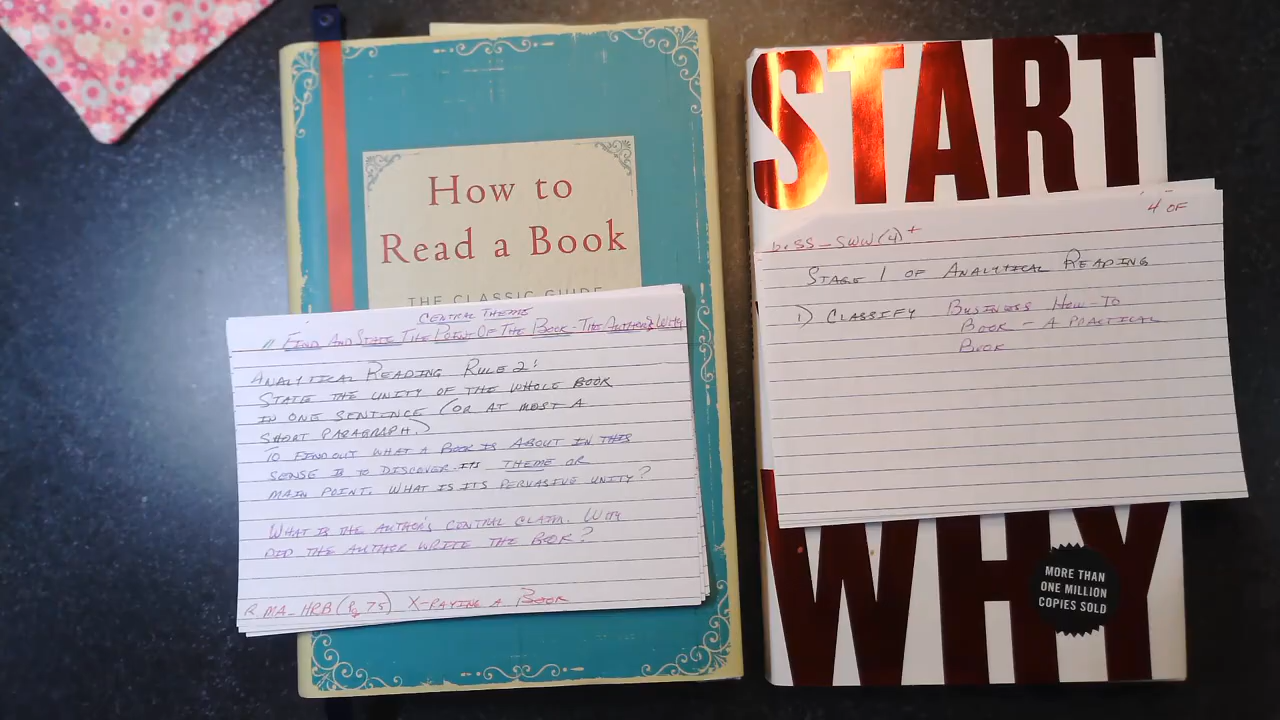 How to
Read a Book
THE CLASSIC GUIDE
CENTRAL THEME
FIND AND STATE THE POINT OF THE BOOK - THE AUTHOR'S WHY
ANALYTICAL READING RULE 2:
STATE THE UNITY OF THE WHOLE BOOK
IN ONE SENTENCE (OR AT MOST A
SHORT PARAGRAPH.)
TO FIND OUT WHAT A BOOK IS ABOUT IN THIS
SENSE IS TO DISCOVER ITS THEME OR
MAIN POINT. WHAT IS ITS PERVASIVE UNITY?
WHAT IS THE AUTHOR'S CENTRAL CLAIM. WHY
DID THE AUTHOR WRITE THE BOOK?
R MA-HRB (Pg 75) X-RAYING A BOOK
START
4 OF
b.SS-SWW(4)+
STAGE 1 OF ANALYTICAL READING
1) CLASSIFY BUSINESS HOW-TO
BOOK - A PRACTICAL
BOOK
WHY
MORE THAN
ONE MILLION
COPIES SOLD